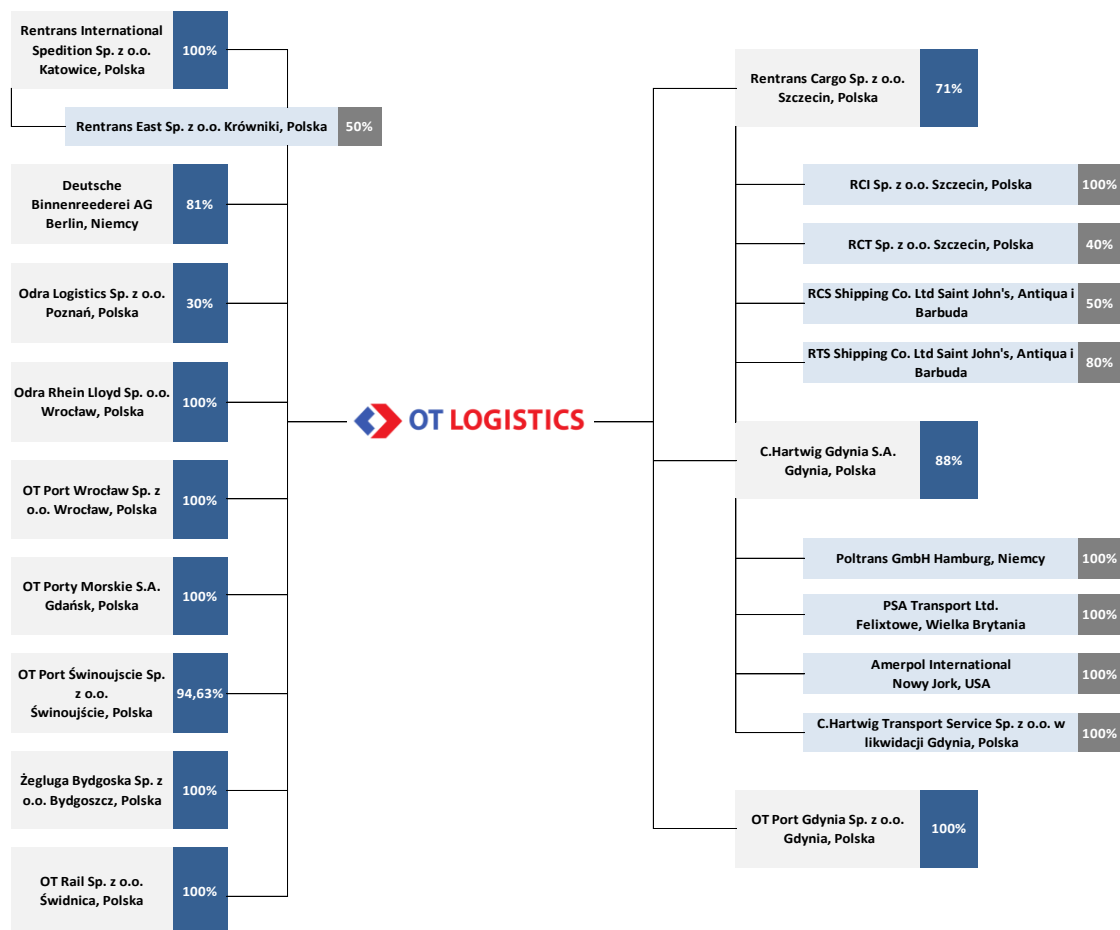 Rentrans International
Spedition Sp. z o.o.
Katowice, Polska
100%
Rentrans East Sp. z o.o. Krówniki, Polska
50%
Deutsche
Binnenreederei AG
Berlin, Niemcy
81%
Odra Logistics Sp. z o.o.
Poznań, Polska
30%
Odra Rhein Lloyd Sp. o.o.
Wrocław, Polska
100%
OT Port Wrocław Sp. z
o.o. Wrocław, Polska
100%
OT Porty Morskie S.A.
Gdańsk, Polska
100%
OT Port Świnoujscie Sp.
z o.o.
Świnoujście, Polska
94,63%
Żegluga Bydgoska Sp. z
o.o. Bydgoszcz, Polska
100%
OT Rail Sp. z o.o.
Świdnica, Polska
100%
OT LOGISTICS
Rentrans Cargo Sp. z o.o.
Szczecin, Polska
71%
RCI Sp. z o.o. Szczecin, Polska
100%
RCT Sp. z o.o. Szczecin, Polska
40%
RCS Shipping Co. Ltd Saint John's, Antiqua i
Barbuda
50%
RTS Shipping Co. Ltd Saint John's, Antiqua i
Barbuda
80%
C.Hartwig Gdynia S.A.
Gdynia, Polska
88%
Poltrans GmbH Hamburg, Niemcy
100%
PSA Transport Ltd.
Felixtowe, Wielka Brytania
100%
Amerpol International
Nowy Jork, USA
100%
C.Hartwig Transport Service Sp. z o.o. w
likwidacji Gdynia, Polska
100%
OT Port Gdynia Sp. z o.o.
Gdynia, Polska
100%